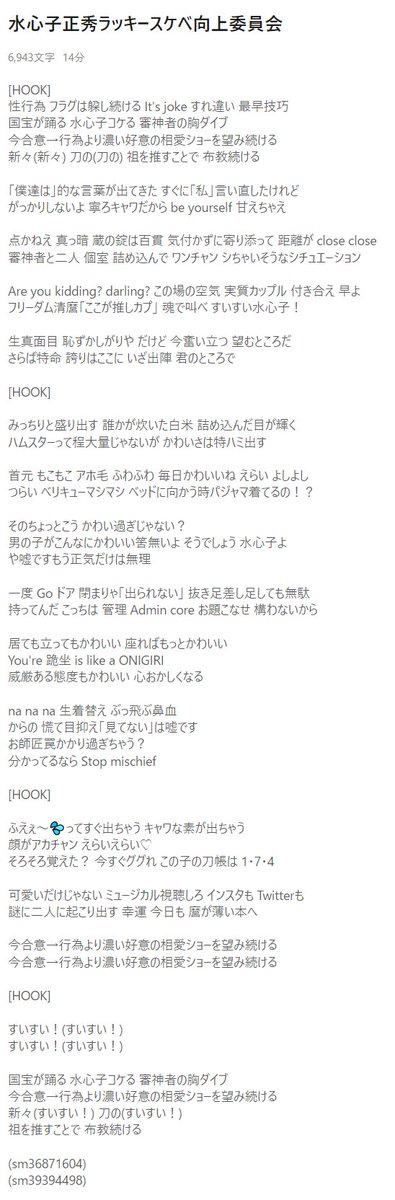 水心子正秀ラッキースケベ向上委員会
6,943文字 14分
[HOOK]
性行為 フラグは躱し続ける It's joke すれ違い 最早技巧
国宝が踊る 水心子コケる 審神者の胸ダイブ
今合意一行為より濃い好意の相愛ショーを望み続ける
新々(新々) 刀の(刀の) 祖を推すことで 布教続ける
「僕達は」的な言葉が出てきた すぐに「私」言い直したけれど
がっかりしないよ 寧ろキャワだから be yourself 甘えちゃえ
点かねえ 真っ暗 蔵の錠は百貫 気付かずに寄り添って 距離が close close
審神者と二人 個室 詰め込んで ワンチャン シちゃいそうなシチュエーション
Are you kidding? darling? この場の空気 実質カップル 付き合え 早よ
フリーダム清麿「ここが推しカプ」 魂で叫べ すいすい水心子！
生真面目 恥ずかしがりや だけど 今奮い立つ 望むところだ
さらば特命 誇りはここに いざ出陣 君のところで
[HOOK]
みっちりと盛り出す 誰かが炊いた白米 詰め込んだ目が輝く
ハムスターって程大量じゃないが かわいさは特ハミ出す
首元 もこもこ アホ毛 ふわふわ 毎日かわいいね えらい よしよし
つらい ベリキューマシマシ ベッドに向かう時パジャマ着てるの！？
そのちょっとこう かわい過ぎじゃない？
男の子がこんなにかわいい筈無いよ そうでしょう 水心子よ
や嘘ですもう正気だけは無理
一度 Go ドア 閉まりゃ「出られない」 抜き足差し足しても無駄
持ってんだ こっちは 管理 Admin core お題こなせ 構わないから
居ても立ってもかわいい 座ればもっとかわいい
You're 跪坐 is like a ONIGIRI
威厳ある態度もかわいい 心おかしくなる
na na na 生着替え ぶっ飛ぶ鼻血
からの 慌て目抑え「見てない」は嘘です
お師匠罠かかり過ぎちゃう？
分かってるなら Stop mischief
[HOOK]
ふえぇ〜💦ってすぐ出ちゃう キャワな素が出ちゃう
顔がアカチャン えらいえらい♡
そろそろ覚えた？ 今すぐググれ この子の刀帳は 1・7・4
可愛いだけじゃない ミュージカル視聴しろ インスタも Twitterも
謎に二人に起こり出す 幸運 今日も 麿が薄い本へ
今合意一行為より濃い好意の相愛ショーを望み続ける
今合意一行為より濃い好意の相愛ショーを望み続ける
[HOOK]
すいすい！(すいすい！)
すいすい！(すいすい！)
国宝が踊る 水心子コケる 審神者の胸ダイブ
今合意一行為より濃い好意の相愛ショーを望み続ける
新々(すいすい！) 刀の(すいすい！)
祖を推すことで 布教続ける
(sm36871604)
(sm39394498)